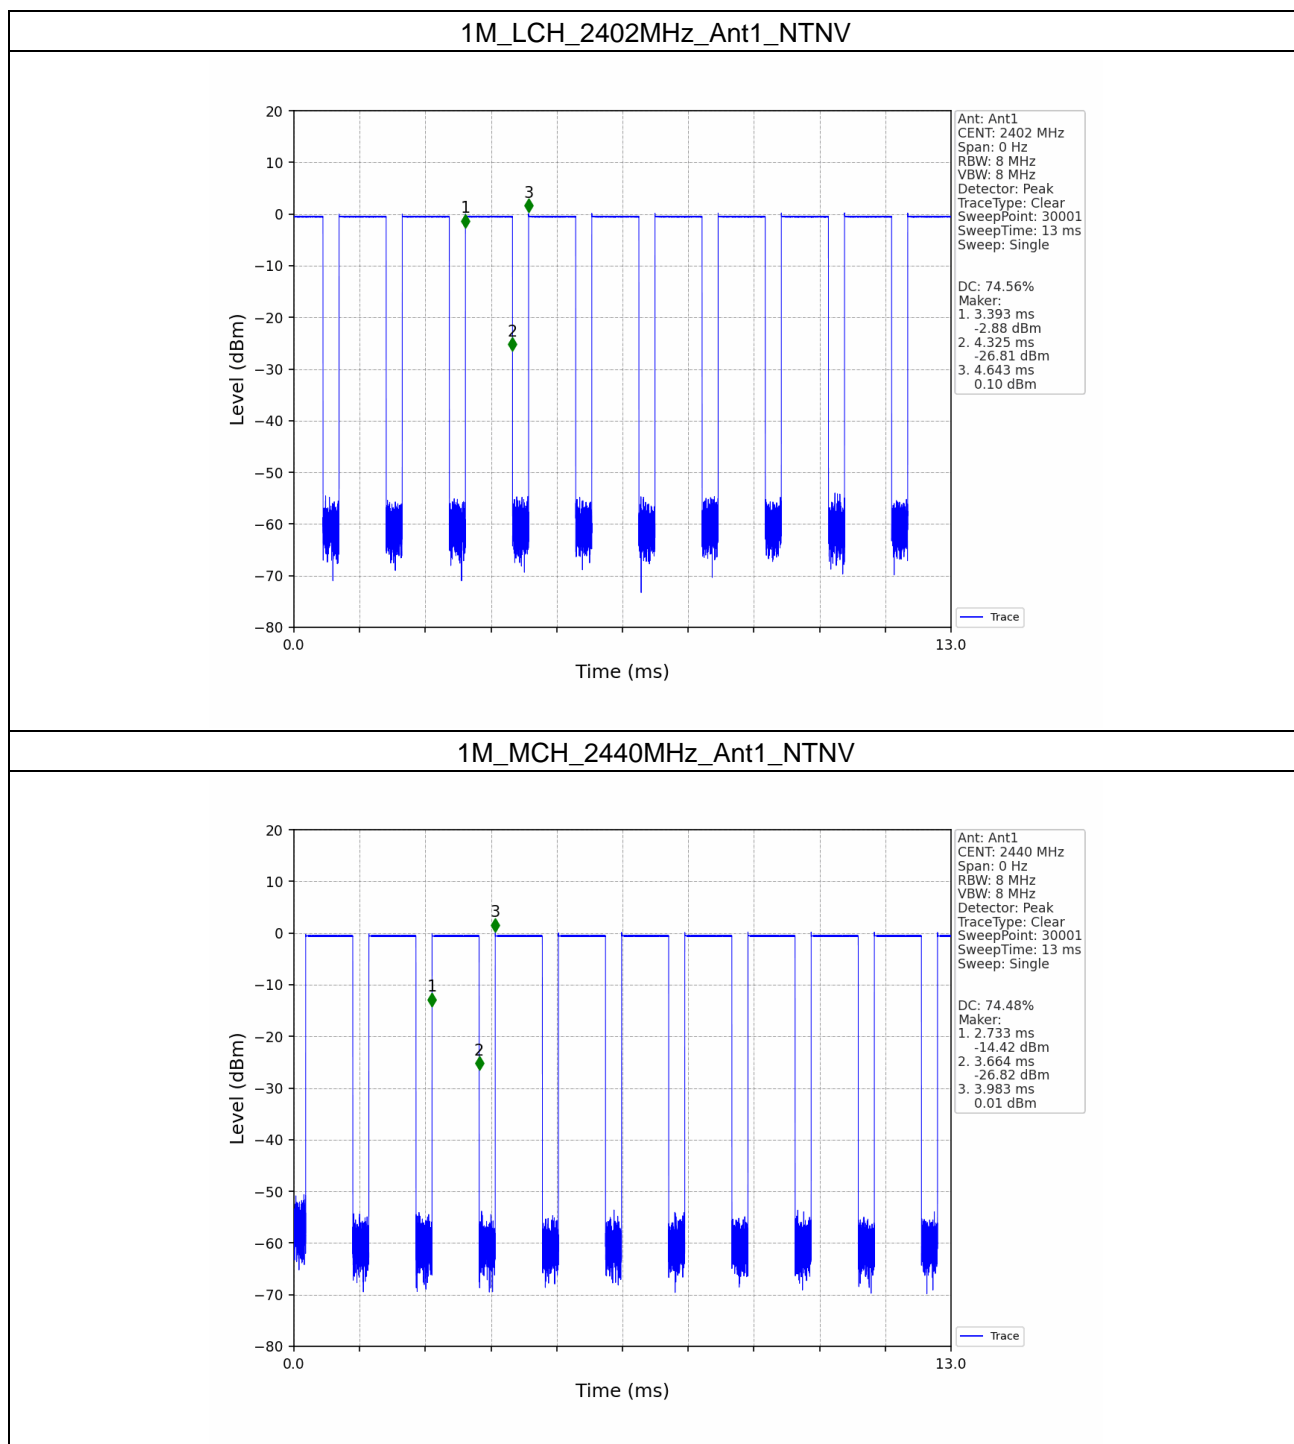 1M_LCH_2402MHz_Ant1_NTNV
20
10
0
−10
−20
−30
−40
−50
−60
−70
−80
Level (dBm)
1
2
3
0.0
13.0
Time (ms)
Ant: Ant1
CENT: 2402 MHz
Span: 0 Hz
RBW: 8 MHz
VBW: 8 MHz
Detector: Peak
TraceType: Clear
SweepPoint: 30001
SweepTime: 13 ms
Sweep: Single
DC: 74.56%
Maker:
1. 3.393 ms
-2.88 dBm
2. 4.325 ms
-26.81 dBm
3. 4.643 ms
0.10 dBm
Trace
1M_MCH_2440MHz_Ant1_NTNV
20
10
0
−10
−20
−30
−40
−50
−60
−70
−80
Level (dBm)
1
2
3
0.0
13.0
Time (ms)
Ant: Ant1
CENT: 2440 MHz
Span: 0 Hz
RBW: 8 MHz
VBW: 8 MHz
Detector: Peak
TraceType: Clear
SweepPoint: 30001
SweepTime: 13 ms
Sweep: Single
DC: 74.48%
Maker:
1. 2.733 ms
-14.42 dBm
2. 3.664 ms
-26.82 dBm
3. 3.983 ms
0.01 dBm
Trace